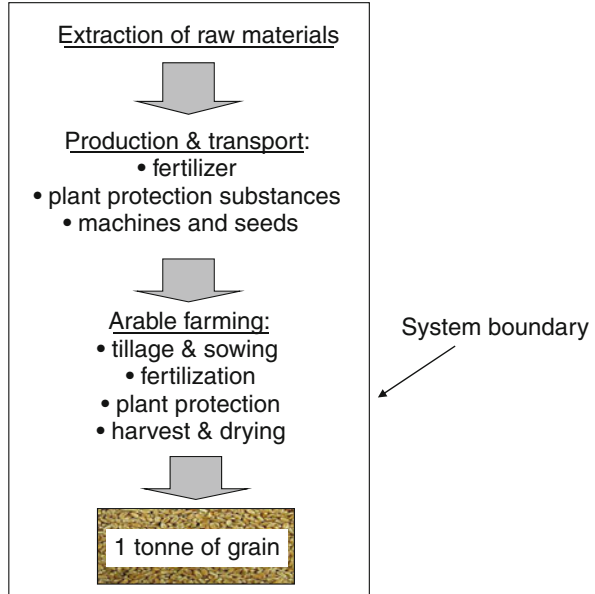 Extraction of raw materials
Production & transport:
• fertilizer
• plant protection substances
• machines and seeds
Arable farming:
• tillage & sowing
• fertilization
• plant protection
• harvest & drying
1 tonne of grain
System boundary